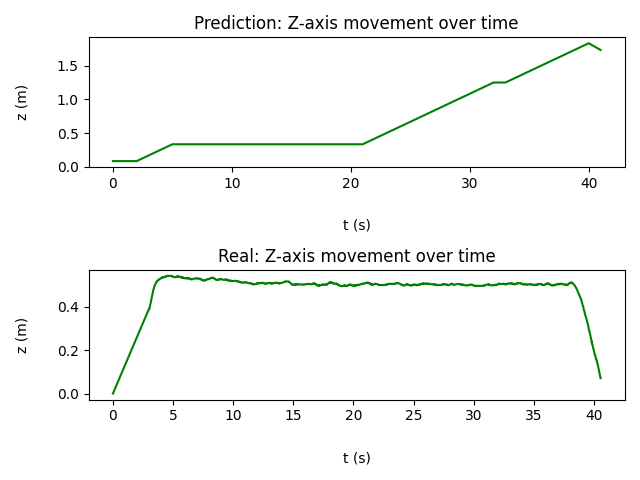 Prediction: Z-axis movement over time
1.5
1.0
0.5
0.0
z (m)
0 10 20 30 40
t (s)
Real: Z-axis movement over time
0.4
0.2
0.0
z (m)
0 5 10 15 20 25 30 35 40
t (s)